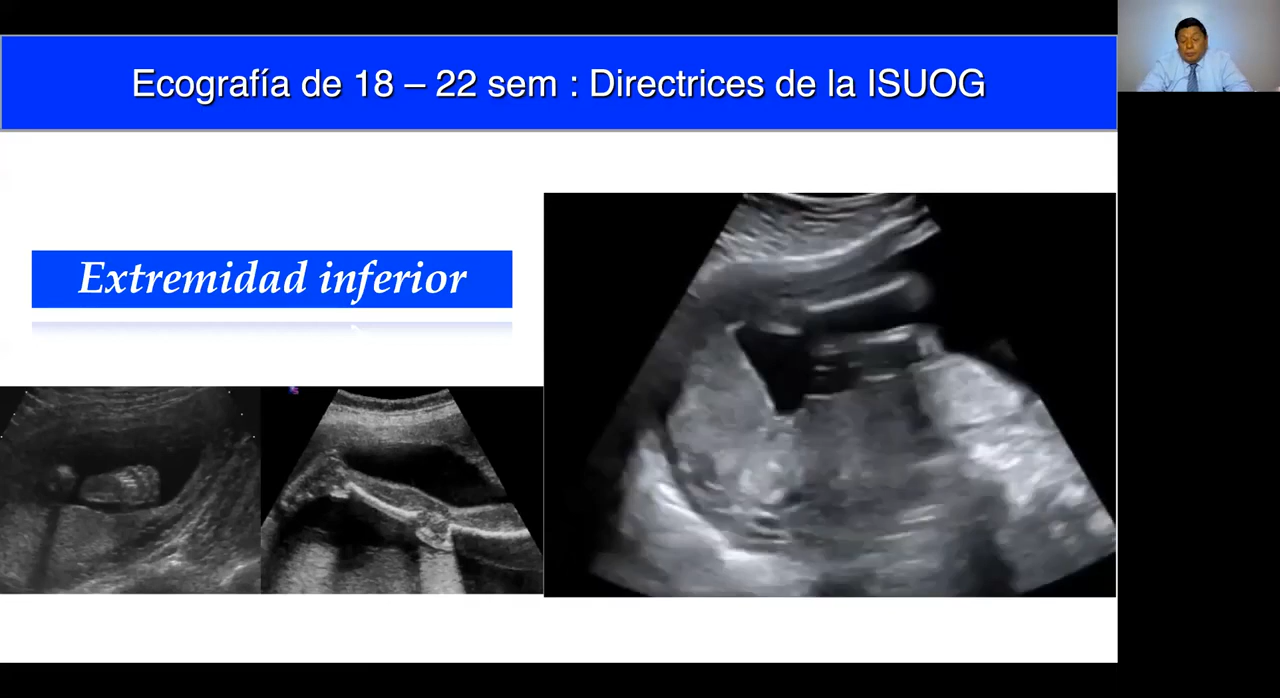 Ecografía de 18 – 22 sem : Directrices de la ISUOG
Extremidad inferior